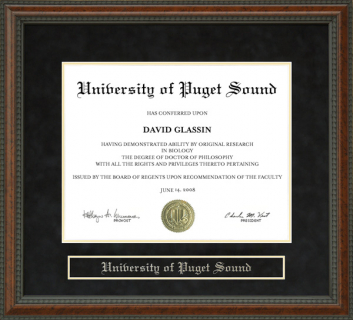 University of Puget Sound
HAS CONFERRED UPON
DAVID GLASSIN
HAVING DEMONSTRATED ABILITY BY ORIGINAL RESEARCH
IN BIOLOGY
THE DEGREE OF DOCTOR OF PHILOSOPHY
WITH ALL THE RIGHTS AND PRIVILEGES THERETO PERTAINING
ISSUED BY THE BOARD OF REGENTS UPON RECOMMENDATION OF THE FACULTY
JUNE 14, 2008
PROVOST
PRESIDENT
University of Puget Sound